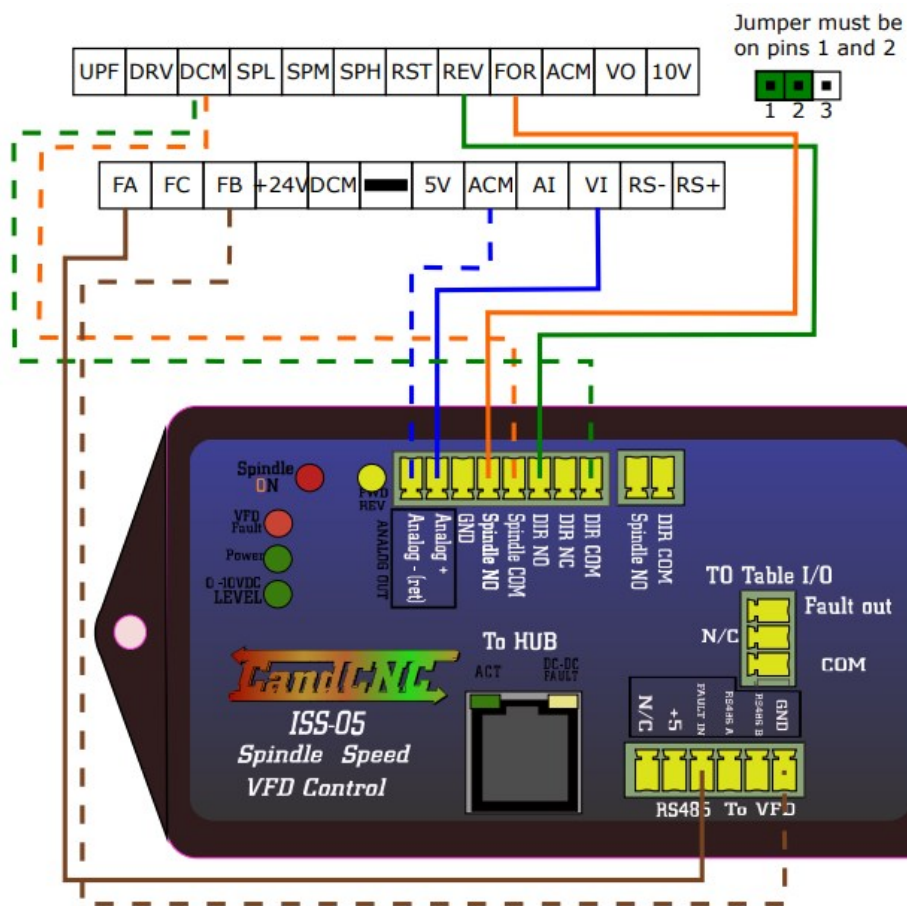 Jumper must be
on pins 1 and 2
1 2 3
UPF DRV DCM SPL SPM SPH RST REV FOR ACM VO 10V
FA FC FB +24V DCM 5V ACM AI VI RS- RS+
Spindle
ON
FWD
REV
VFD
Fault
Power
0 -10VDC
LEVEL
ANALOG OUT
Analog - (ret)
Analog +
GND
Spindle NO
Spindle COM
DIR NO
DIR NC
DIR COM
Spindle NO
DIR COM
TO Table I/O
Fault out
N/C
COM
To HUB
ACT
DC-DC
FAULT
CandCNC
ISS-05
Spindle Speed
VFD Control
N/C
+5
FAULT IN
RS485 A
RS485 B
GND
RS485 To VFD